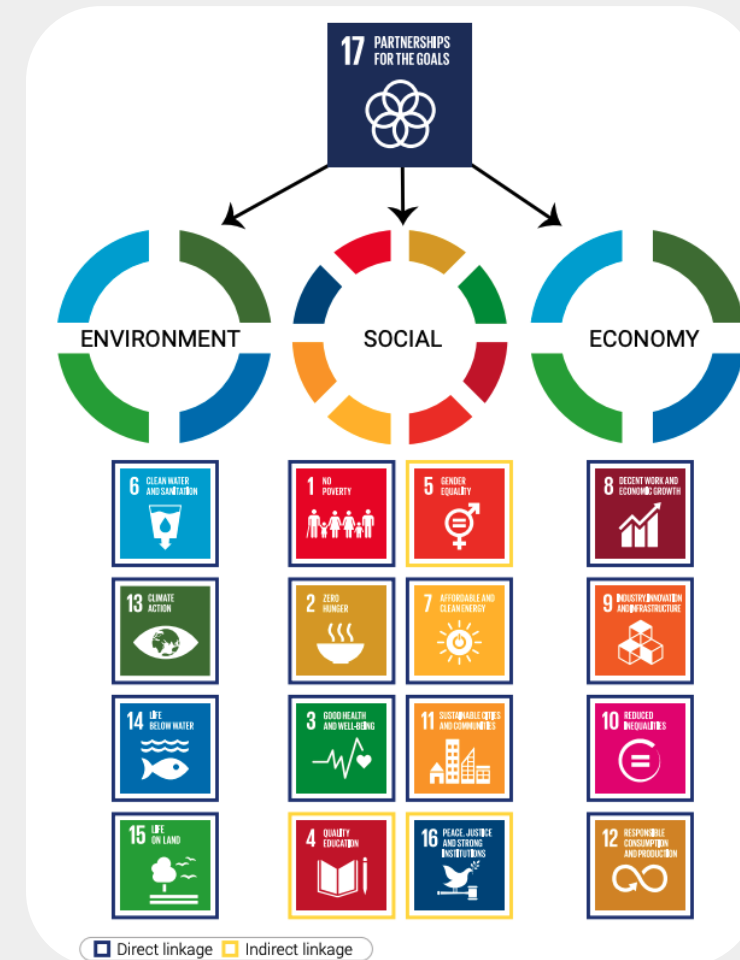 17 PARTNERSHIPS
FOR THE GOALS
ENVIRONMENT
SOCIAL
ECONOMY
6 CLEAN WATER
AND SANITATION
1 NO
POVERTY
5 GENDER
EQUALITY
8 DECENT WORK AND
ECONOMIC GROWTH
13 CLIMATE
ACTION
2 ZERO
HUNGER
7 AFFORDABLE AND
CLEAN ENERGY
9 INDUSTRY, INNOVATION
AND INFRASTRUCTURE
14 LIFE
BELOW WATER
3 GOOD HEALTH
AND WELL-BEING
11 SUSTAINABLE CITIES
AND COMMUNITIES
10 REDUCED
INEQUALITIES
15 LIFE
ON LAND
4 QUALITY
EDUCATION
16 PEACE, JUSTICE
AND STRONG
INSTITUTIONS
12 RESPONSIBLE
CONSUMPTION
AND PRODUCTION
Direct linkage Indirect linkage